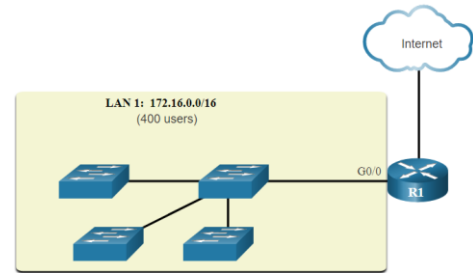 Internet
LAN 1: 172.16.0.0/16
(400 users)
G0/0
R1